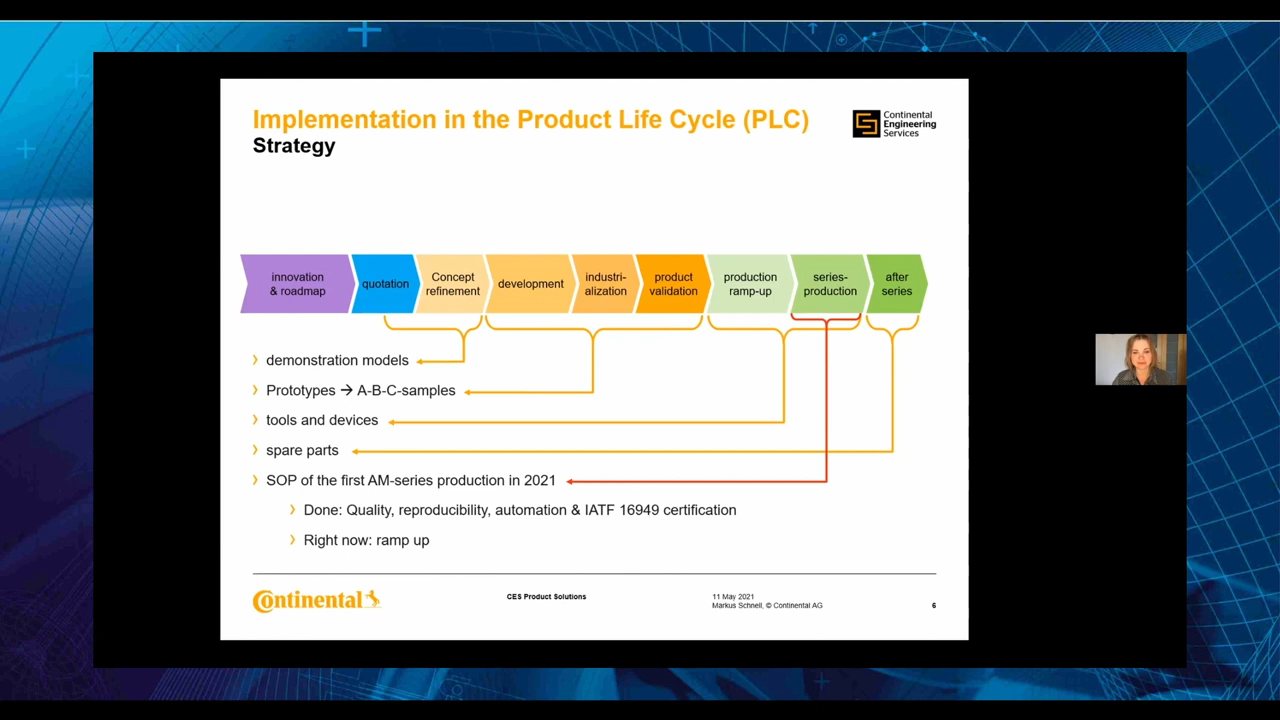 Implementation in the Product Life Cycle (PLC)
Strategy
Continental
Engineering
Services
innovation
& roadmap
quotation
Concept
refinement
development
industri-
alization
product
validation
production
ramp-up
series-
production
after
series
demonstration models
Prototypes → A-B-C-samples
tools and devices
spare parts
SOP of the first AM-series production in 2021
Done: Quality, reproducibility, automation & IATF 16949 certification
Right now: ramp up
Continental
CES Product Solutions
11 May 2021
Markus Schnell, © Continental AG
6